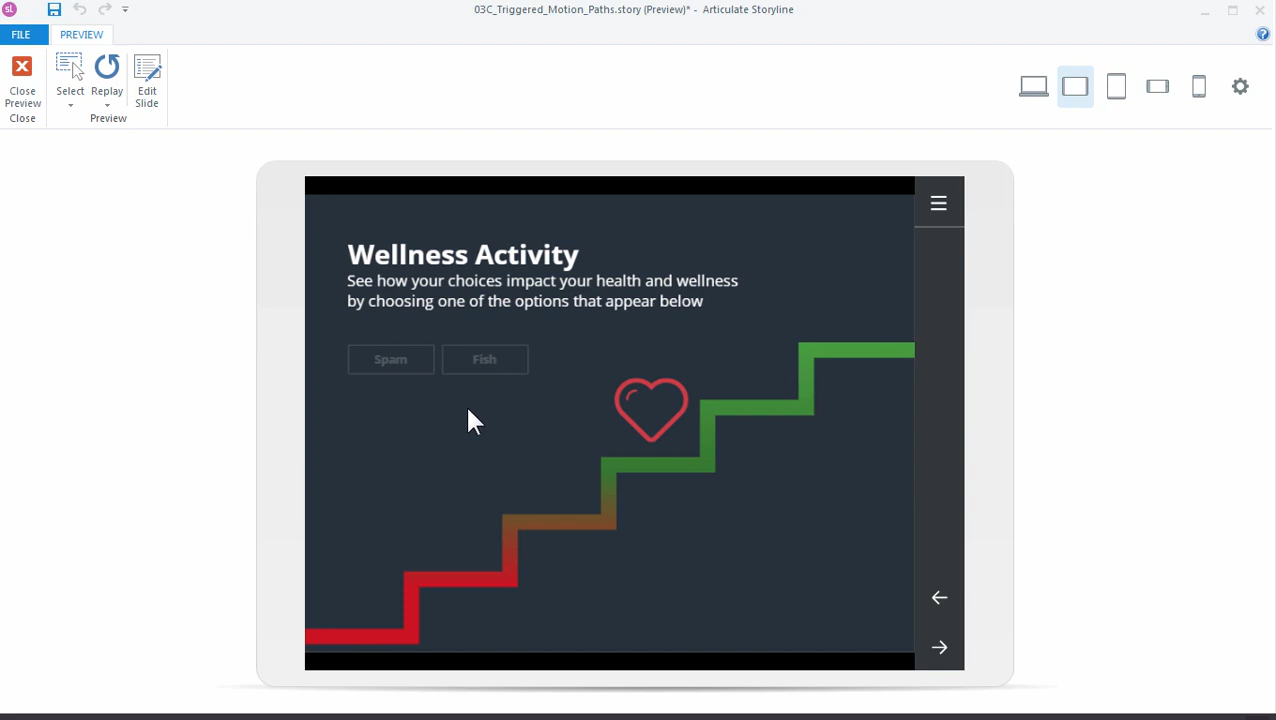 sL
03C_Triggered_Motion_Paths.story (Preview)* - Articulate Storyline
FILE
PREVIEW
?
Close
Preview
Select
Replay
Edit
Slide
Close
Preview
Wellness Activity
See how your choices impact your health and wellness
by choosing one of the options that appear below
Spam
Fish